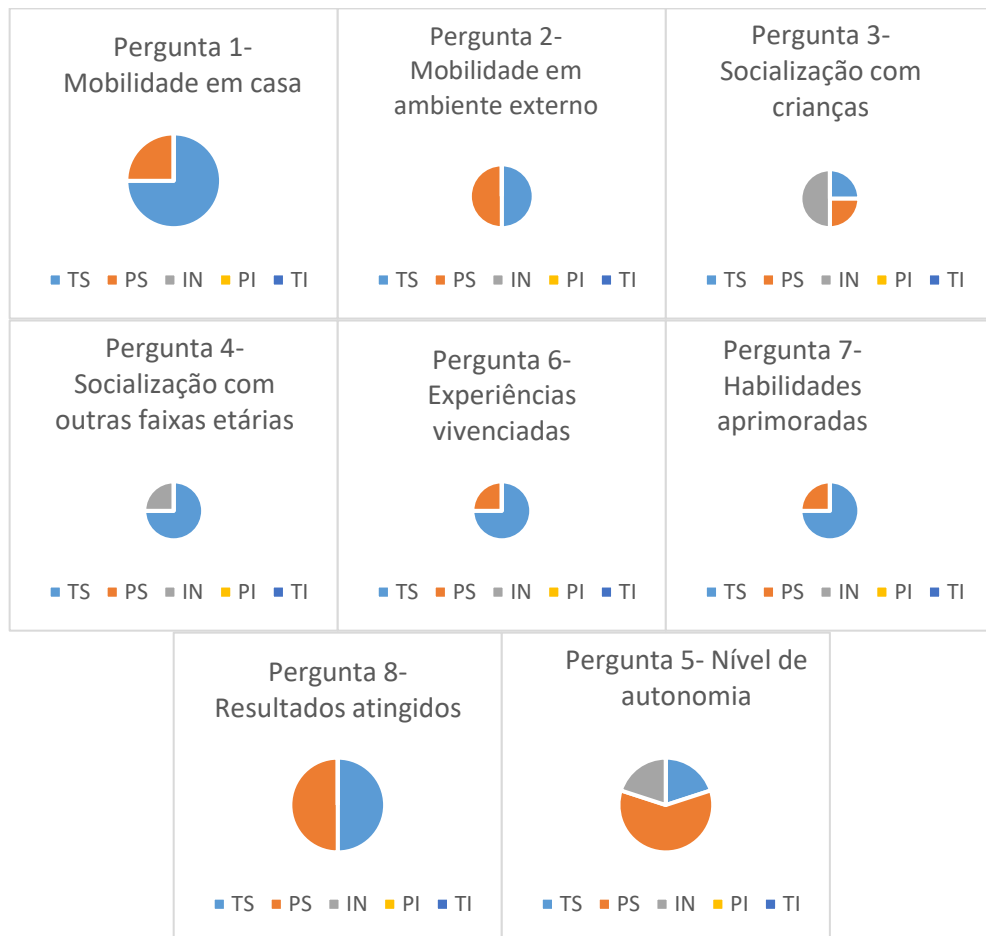 Pergunta 1-
Mobilidade em casa
TS PS IN PI TI
Pergunta 2-
Mobilidade em
ambiente externo
TS PS IN PI TI
Pergunta 3-
Socialização com
crianças
TS PS IN PI TI
Pergunta 4-
Socialização com
outras faixas etárias
TS PS IN PI TI
Pergunta 6-
Experiências
vivenciadas
TS PS IN PI TI
Pergunta 7-
Habilidades
aprimoradas
TS PS IN PI TI
Pergunta 8-
Resultados atingidos
TS PS IN PI TI
Pergunta 5- Nível de
autonomia
TS PS IN PI TI